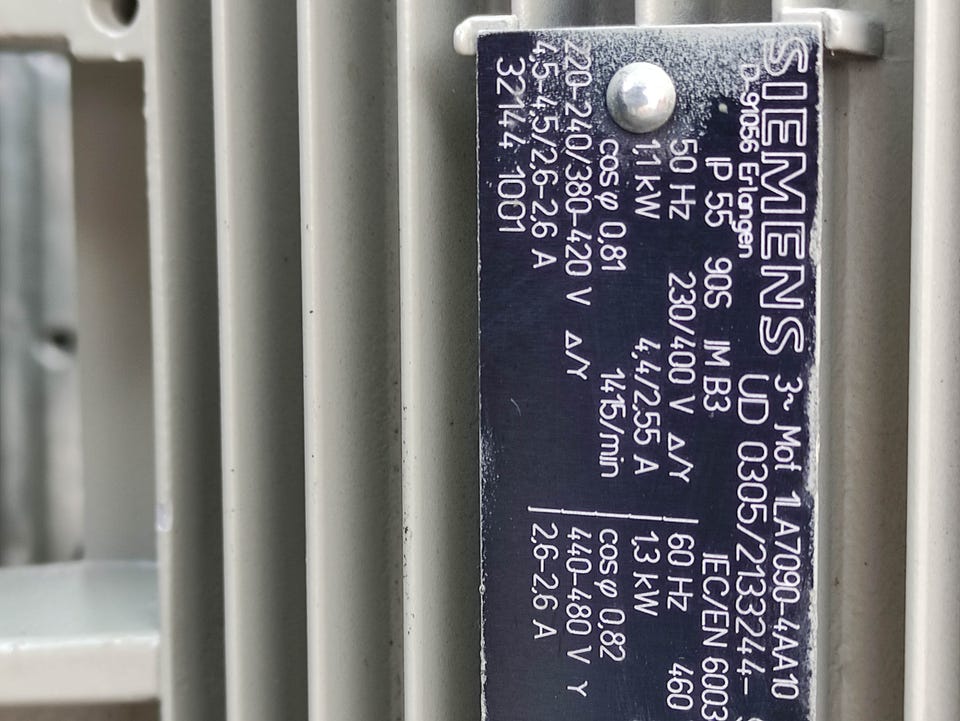 SIEMENS 3~ Mot 1LA7090-4AA10
D-91056 Erlangen UD 0305/2133244-
IP 55 90S IM B3 IEC/EN 6003
50 Hz 230/400 V Δ/Y 60 Hz 460
1,1 kW 4,4/2,55 A 1,3 kW
cos φ 0,81 1415/min cos φ 0,82
220-240/380-420 V Δ/Y 440-480 V Y
4,5-4,5/2,6-2,6 A 2,6-2,6 A
32144 1001